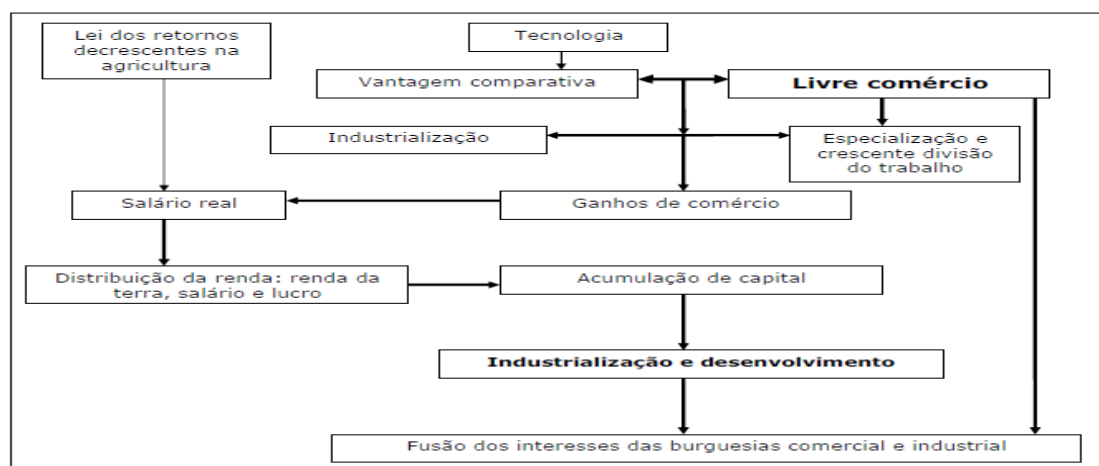 Lei dos retornos
decrescentes na
agricultura
Tecnologia
Vantagem comparativa
Livre comércio
Industrialização
Especialização e
crescente divisão
do trabalho
Salário real
Ganhos de comércio
Distribuição da renda: renda da
terra, salário e lucro
Acumulação de capital
Industrialização e desenvolvimento
Fusão dos interesses das burguesias comercial e industrial